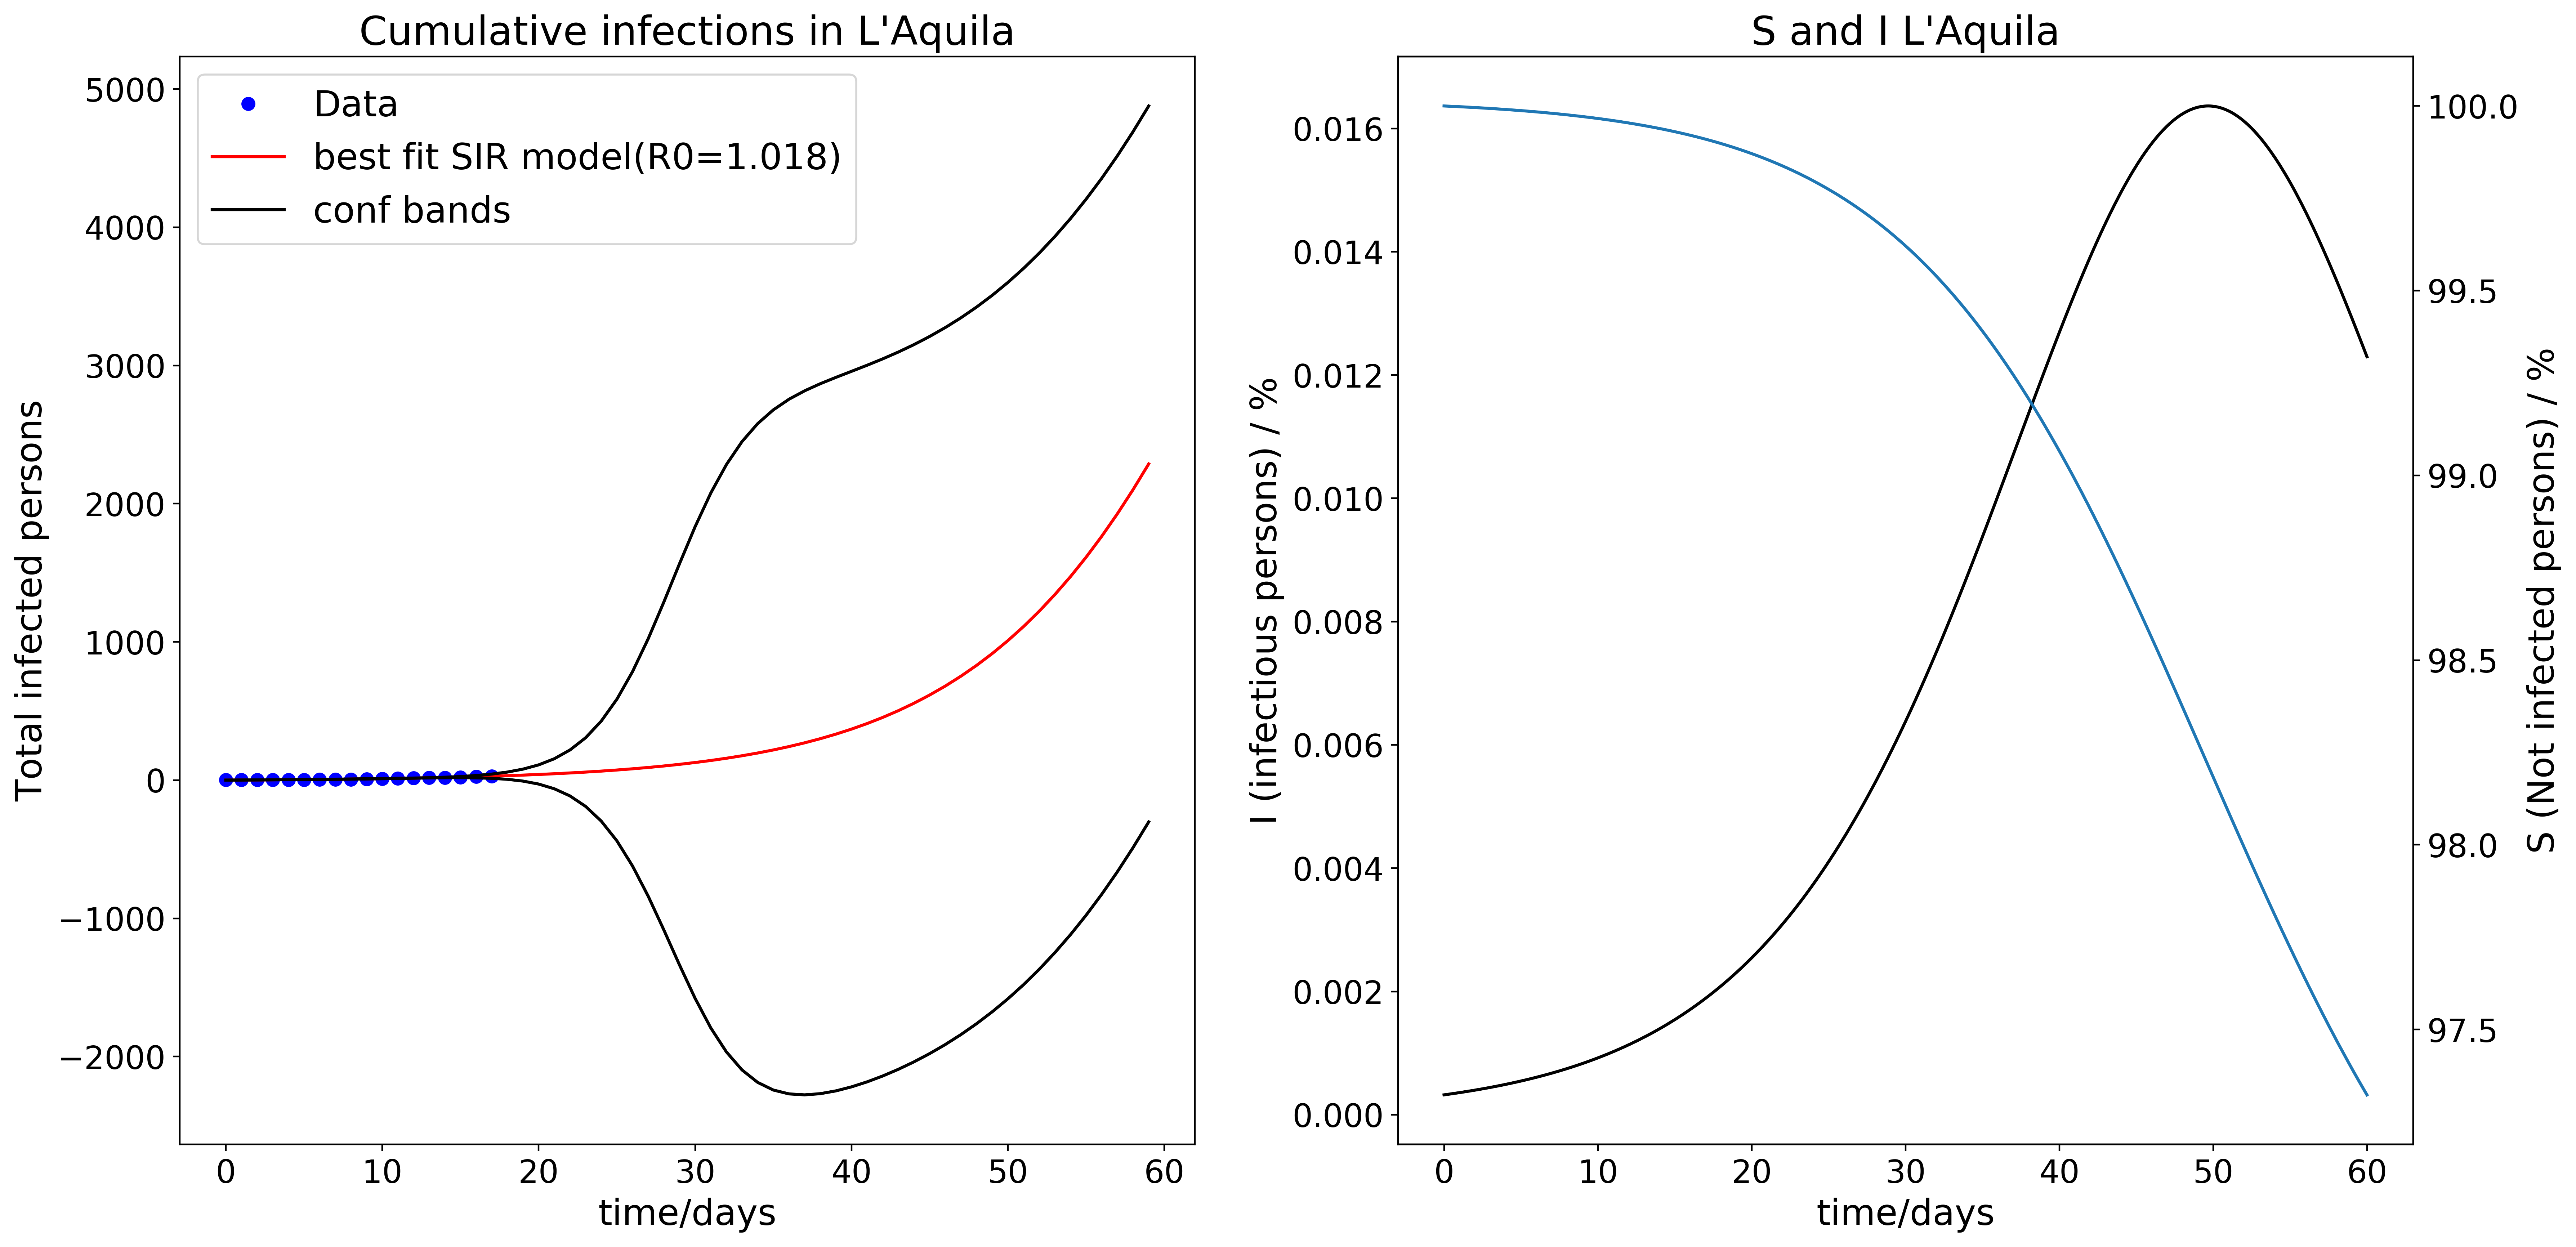 Cumulative infections in L'Aquila
Data
best fit SIR model(R0=1.018)
conf bands
Total infected persons
5000
4000
3000
2000
1000
0
−1000
−2000
0 10 20 30 40 50 60
time/days
S and I L'Aquila
I (infectious persons) / %
0.016
0.014
0.012
0.010
0.008
0.006
0.004
0.002
0.000
0 10 20 30 40 50 60
time/days
100.0
99.5
99.0
98.5
98.0
97.5
S (Not infected persons) / %